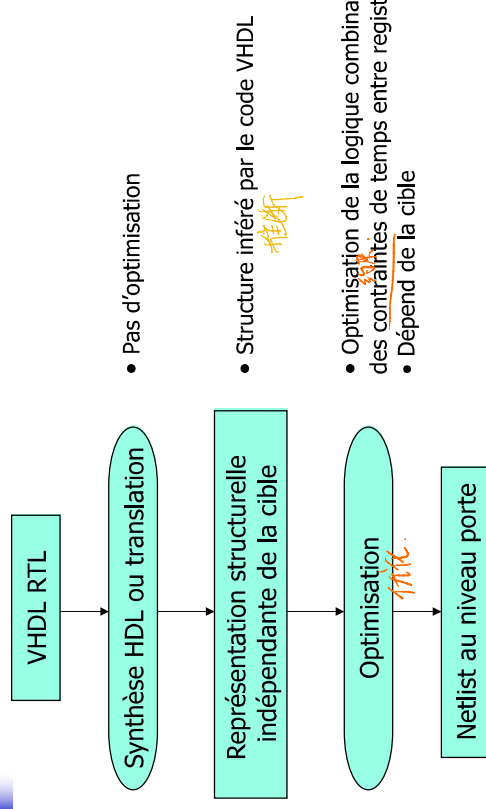 VHDL RTL
Synthèse HDL ou translation
• Pas d'optimisation
Représentation structurelle
indépendante de la cible
• Structure inféré par le code VHDL
推断
Optimisation
优化
• Optimisation de la logique combina
约束
des contraintes de temps entre regist
• Dépend de la cible
Netlist au niveau porte